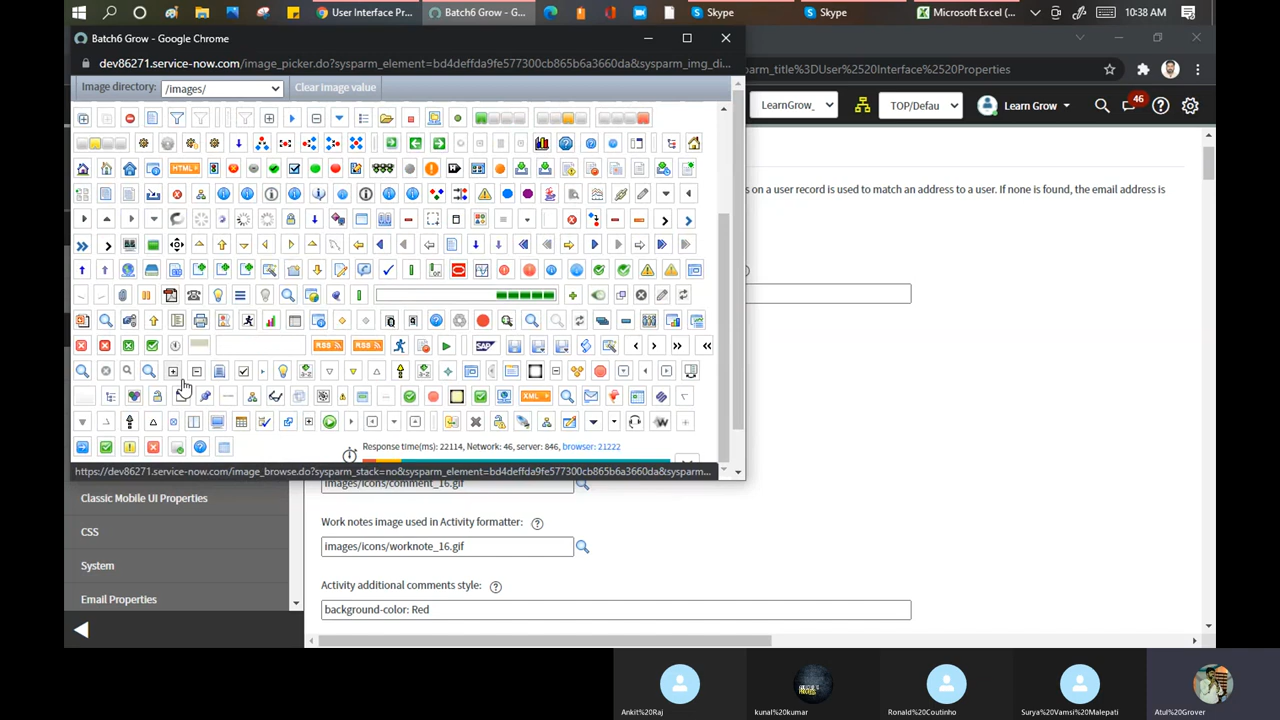 User Interface Pr...
Batch6 Grow - G...
Skype
Skype
Microsoft Excel (...
10:38 AM
Batch6 Grow - Google Chrome
dev86271.service-now.com/image_picker.do?sysparm_element=bd4deffda9fe577300cb865b6a3660da&sysparm_img_di...
arm_title%3DUser%2520Interface%2520Properties
Image directory:
/images/
Clear image value
LearnGrow_
TOP/Defau
Learn Grow
46
s on a user record is used to match an address to a user. If none is found, the email address is
HTML
RSS
RSS
SAP
XML
Response time(ms): 22114, Network: 46, server: 846, browser: 21222
https://dev86271.service-now.com/image_browse.do?sysparm_stack=no&sysparm_element=bd4deffda9fe577300cb865b6a3660da&sysparm...
images/icons/comment_16.gif
Classic Mobile UI Properties
Work notes image used in Activity formatter:
CSS
images/icons/worknote_16.gif
System
Activity additional comments style:
Email Properties
background-color: Red
Ankit%20Raj
kunal%20kumar
Ronald%20Coutinho
Surya%20Vamsi%20Malepati
Atul%20Grover